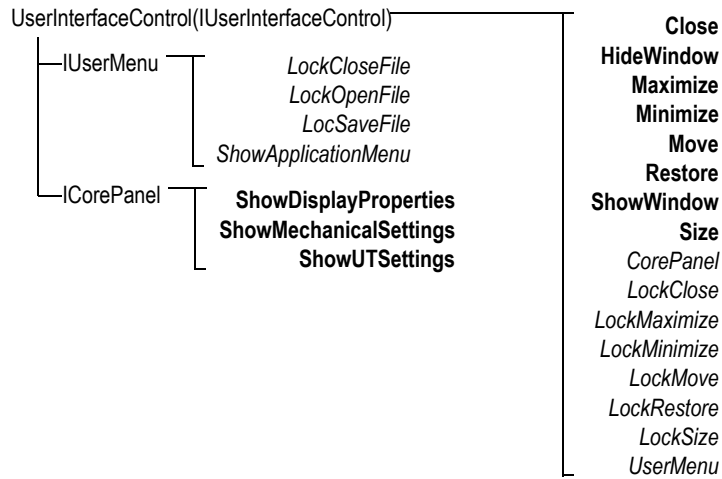 UserInterfaceControl(IUserInterfaceControl)
IUserMenu
LockCloseFile
LockOpenFile
LocSaveFile
ShowApplicationMenu
ICorePanel
ShowDisplayProperties
ShowMechanicalSettings
ShowUTSettings
Close
HideWindow
Maximize
Minimize
Move
Restore
ShowWindow
Size
CorePanel
LockClose
LockMaximize
LockMinimize
LockMove
LockRestore
LockSize
UserMenu